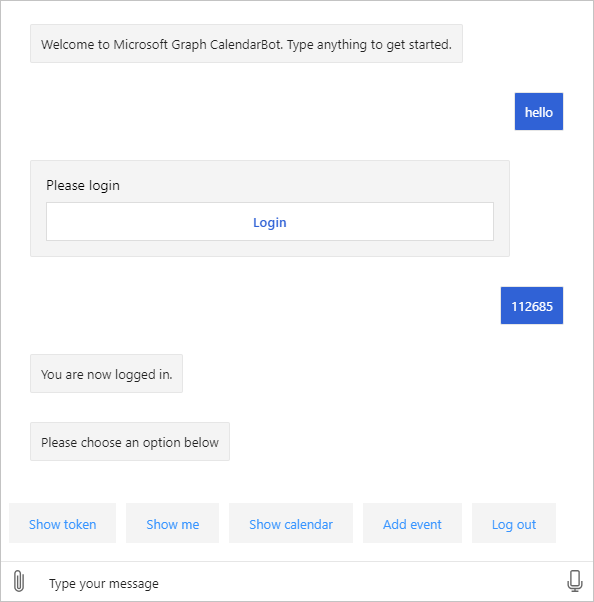 Welcome to Microsoft Graph CalendarBot. Type anything to get started.
hello
Please login
Login
112685
You are now logged in.
Please choose an option below
Show token Show me Show calendar Add event Log out
Type your message